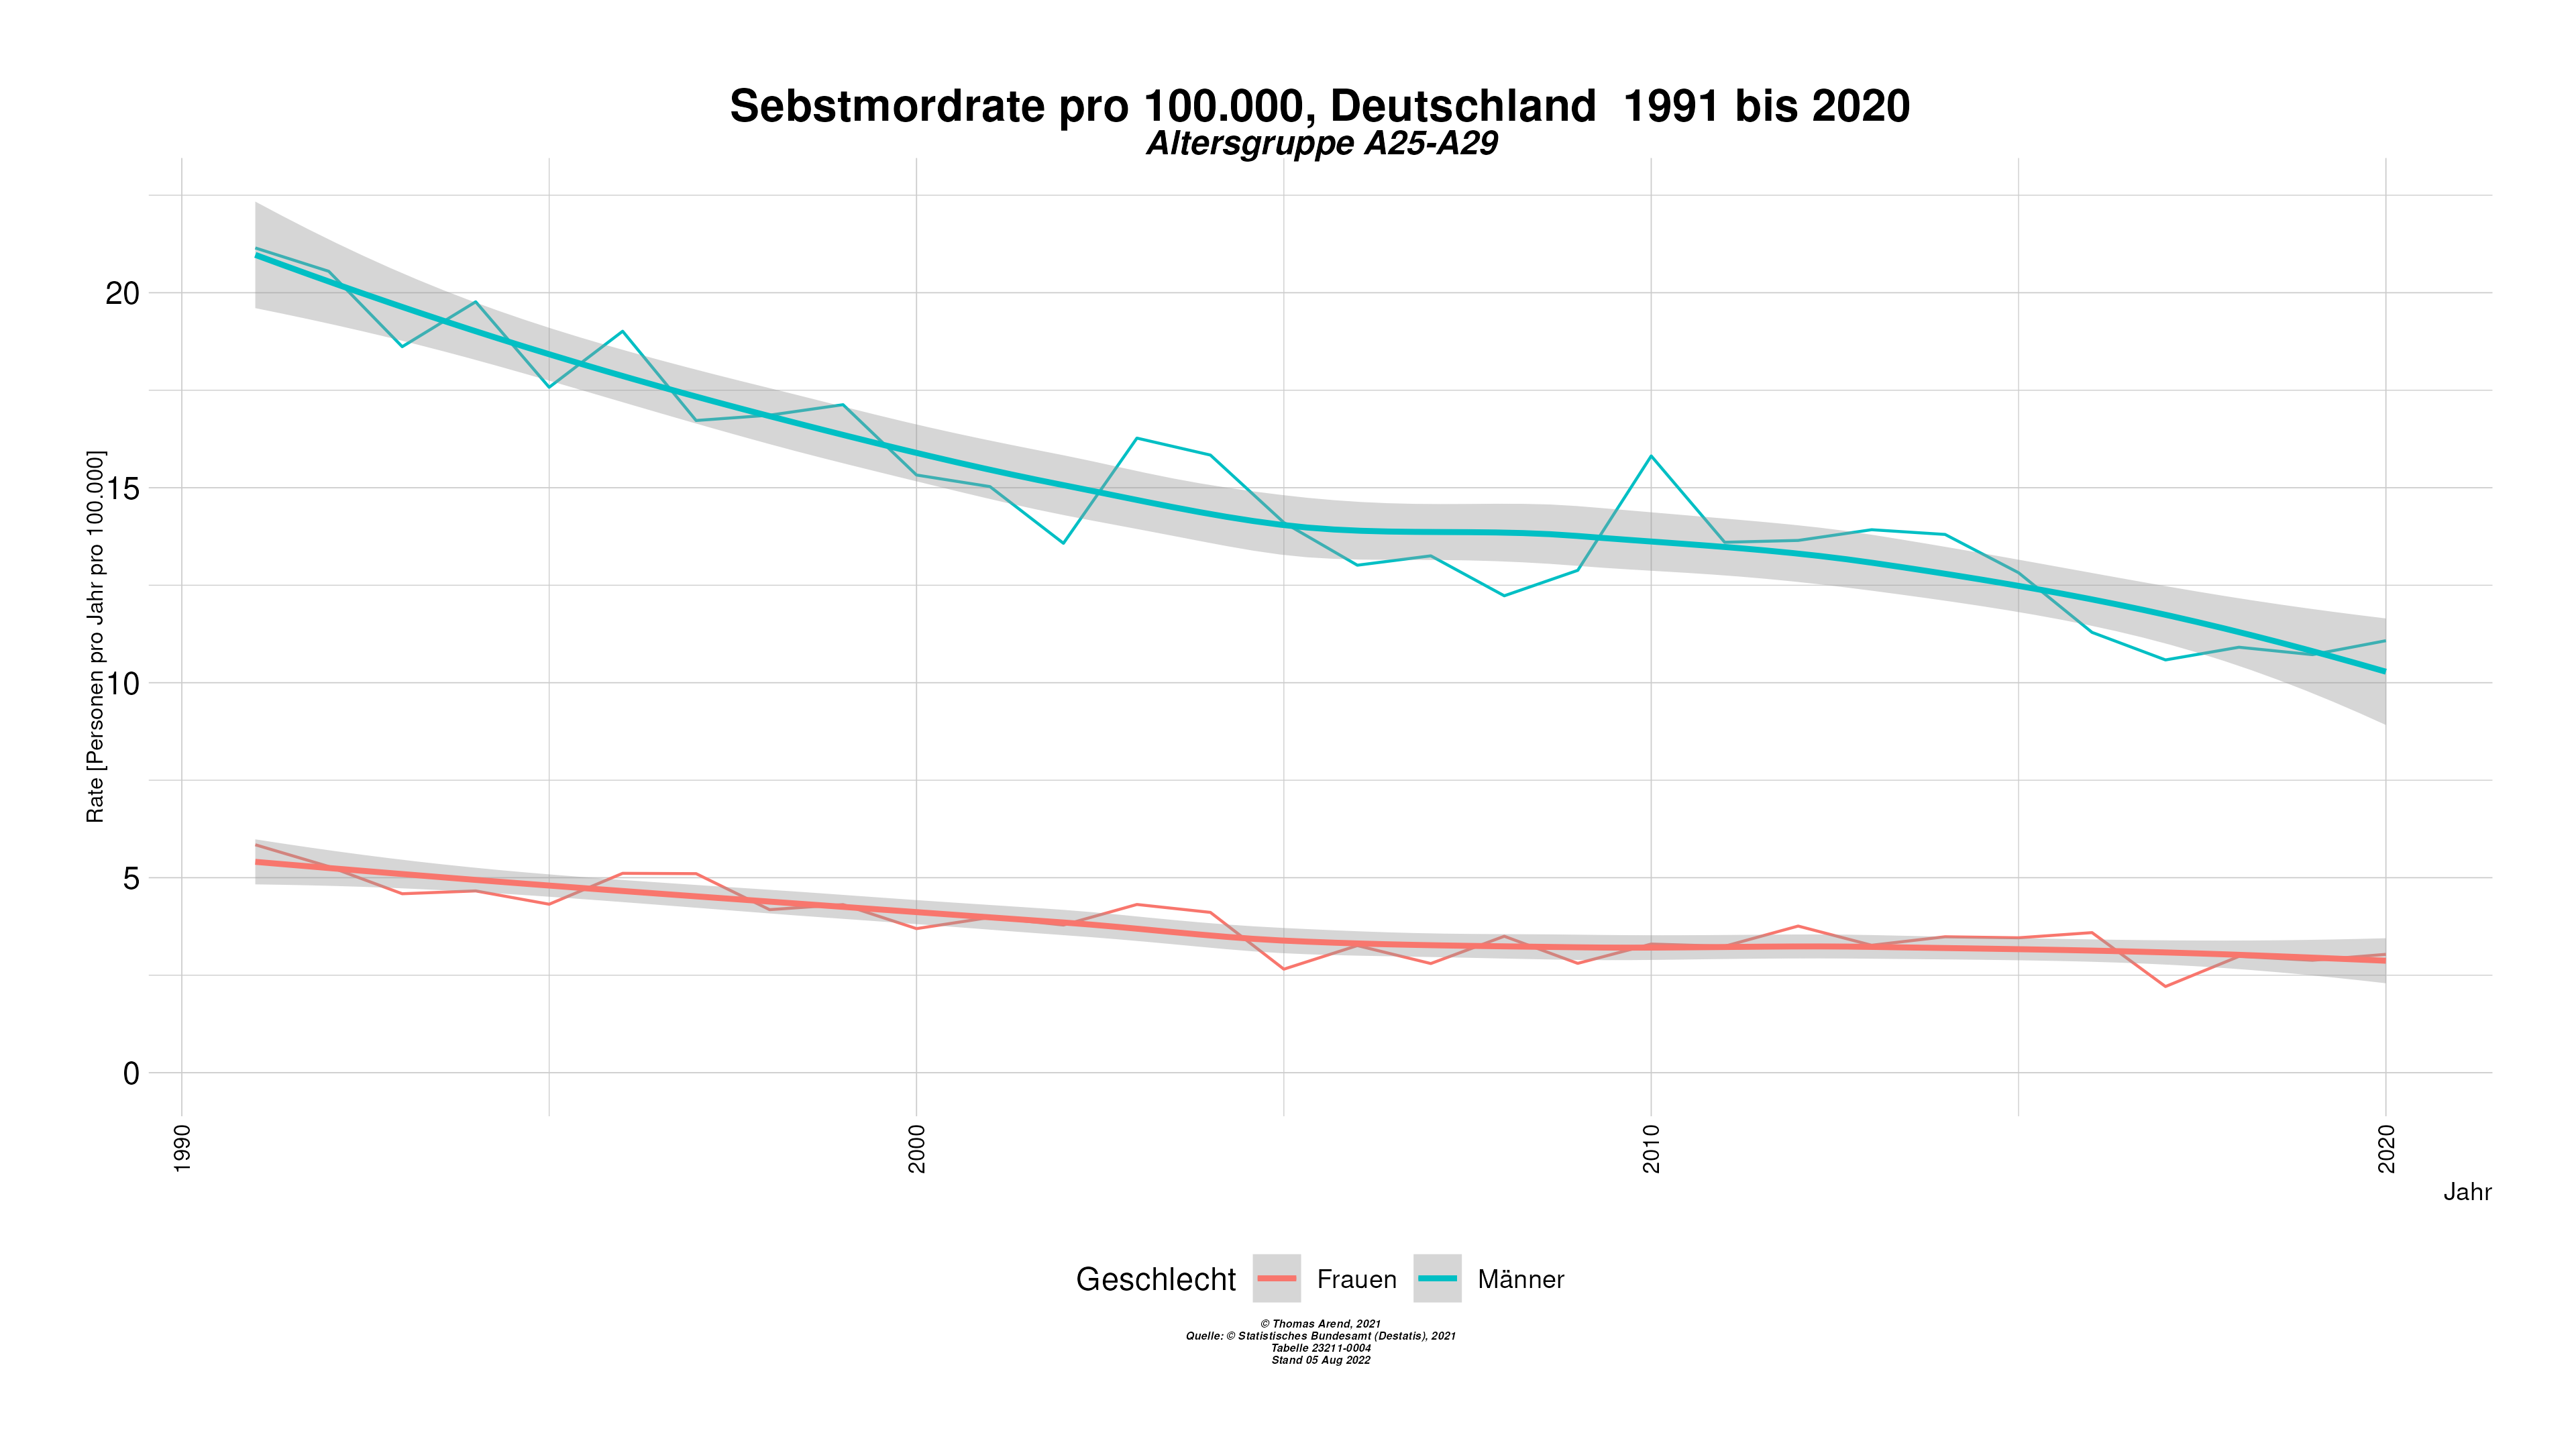 Sebstmordrate pro 100.000, Deutschland  1991 bis 2020
Altersgruppe A25-A29
Rate [Personen pro Jahr pro 100.000]
20
15
10
5
0
1990
2000
2010
2020
Jahr
Geschlecht Frauen Männer
© Thomas Arend, 2021
Quelle: © Statistisches Bundesamt (Destatis), 2021
Tabelle 23211-0004
Stand 05 Aug 2022